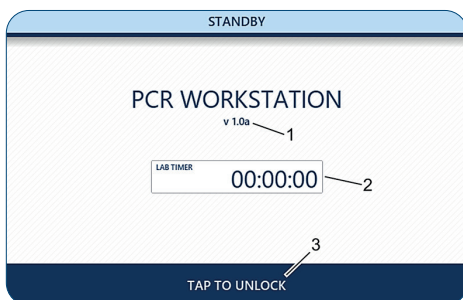 STANDBY
PCR WORKSTATION
v 1.0a
1
LAB TIMER
00:00:00
2
3
TAP TO UNLOCK